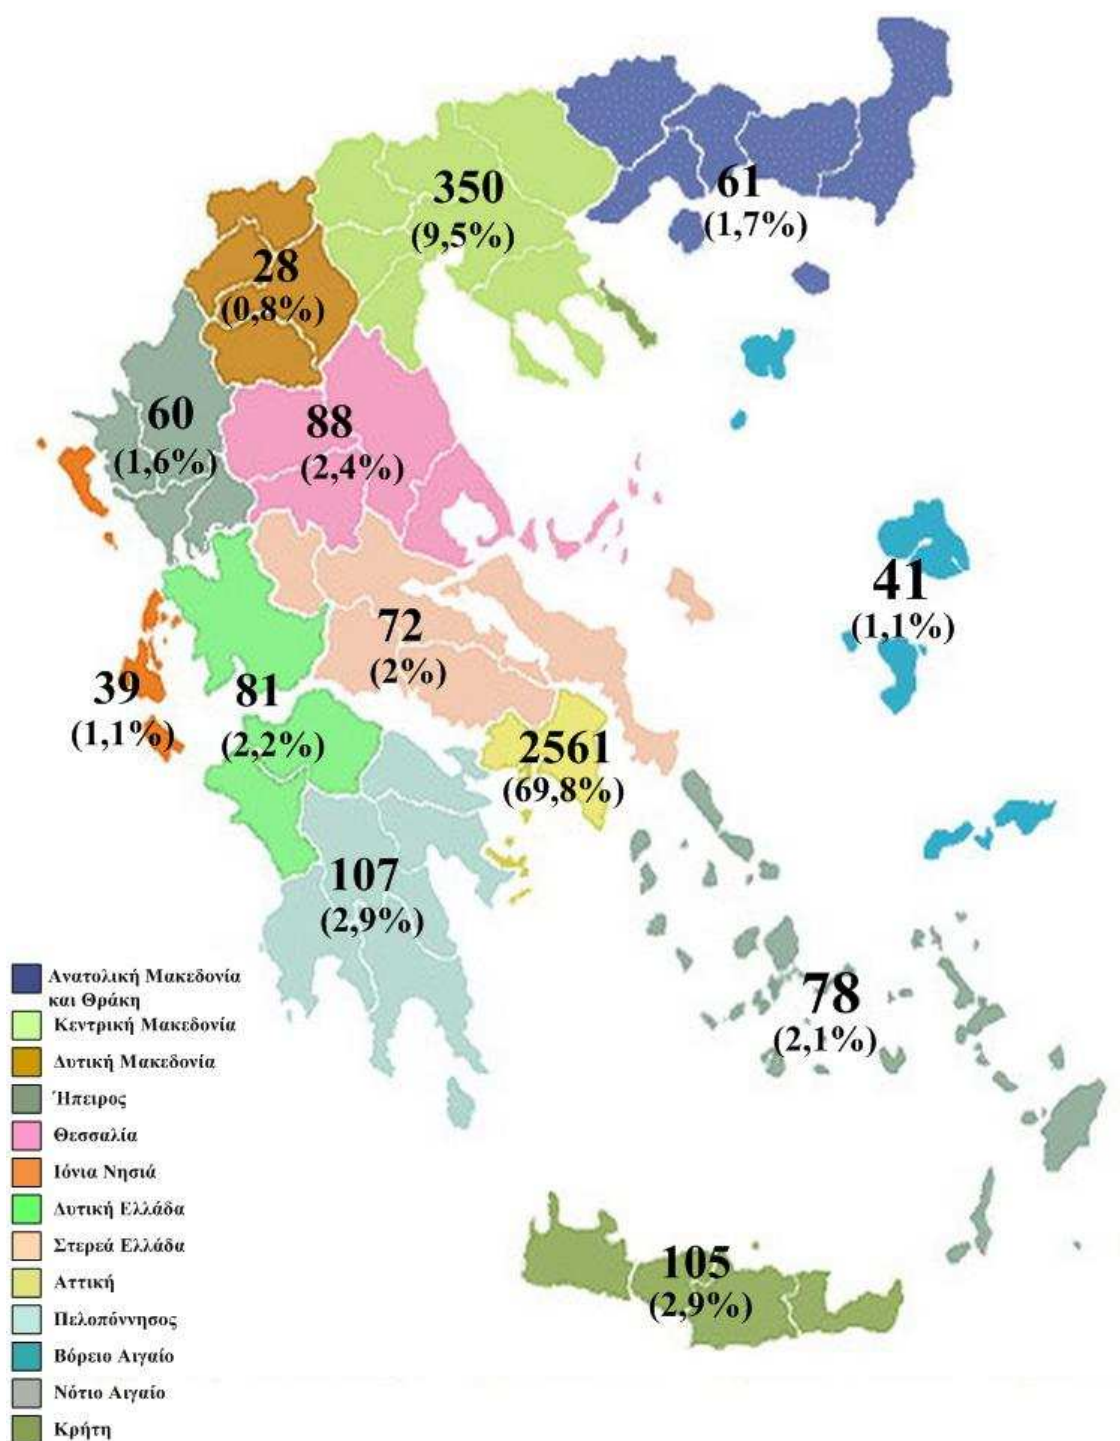 350
(9,5%)
61
(1,7%)
28
(0,8%)
60
(1,6%)
88
(2,4%)
41
(1,1%)
72
(2%)
39
(1,1%)
81
(2,2%)
2561
(69,8%)
107
(2,9%)
78
(2,1%)
105
(2,9%)
Ανατολική Μακεδονία
και Θράκη
Κεντρική Μακεδονία
Δυτική Μακεδονία
Ήπειρος
Θεσσαλία
Ιόνια Νησιά
Δυτική Ελλάδα
Στερεά Ελλάδα
Αττική
Πελοπόννησος
Βόρειο Αιγαίο
Νότιο Αιγαίο
Κρήτη